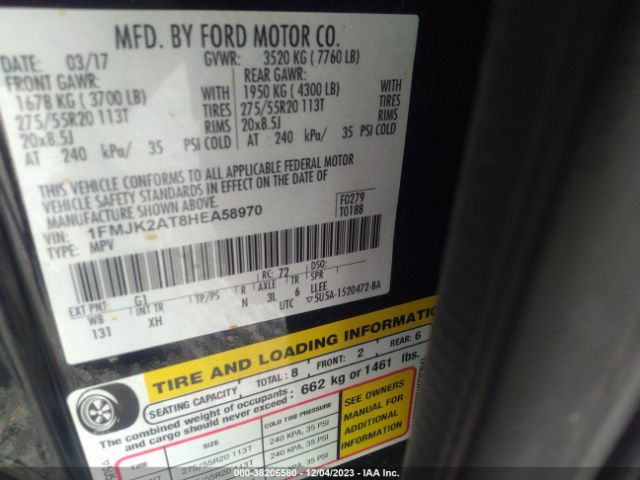 MFD. BY FORD MOTOR CO.
DATE: 03/17 GVWR: 3520 KG ( 7760 LB)
FRONT GAWR: REAR GAWR:
1678 KG ( 3700 LB) WITH 1950 KG ( 4300 LB) WITH
275/55R20 113T TIRES 275/55R20 113T TIRES
20x8.5J RIMS 20x8.5J RIMS
AT 240 kPa/ 35 PSI COLD AT 240 kPa/ 35 PSI COLD
THIS VEHICLE CONFORMS TO ALL APPLICABLE FEDERAL MOTOR
VEHICLE SAFETY STANDARDS IN EFFECT ON THE DATE OF
MANUFACTURE SHOWN ABOVE.
VIN: 1FMJK2AT8HEA58970 F0279
TYPE: MPV T0188
EXT PNT: G1 RC: 72 DSO:
WB INT TR TP/PS R AXLE TR SPR
131 XH N 3L 6 LLEE
UTC ▽5U5A-1520472-BA
TIRE AND LOADING INFORMATION
SEATING CAPACITY TOTAL: 8 FRONT: 2 REAR: 6
The combined weight of occupants and cargo should never exceed: 662 kg or 1461 lbs.
TIRE SIZE COLD TIRE PRESSURE
275/55R20 113T 240 KPA, 35 PSI
240 KPA, 35 PSI
SEE OWNERS
MANUAL FOR
ADDITIONAL
INFORMATION
000-38206580 - 12/04/2023 - IAA Inc.